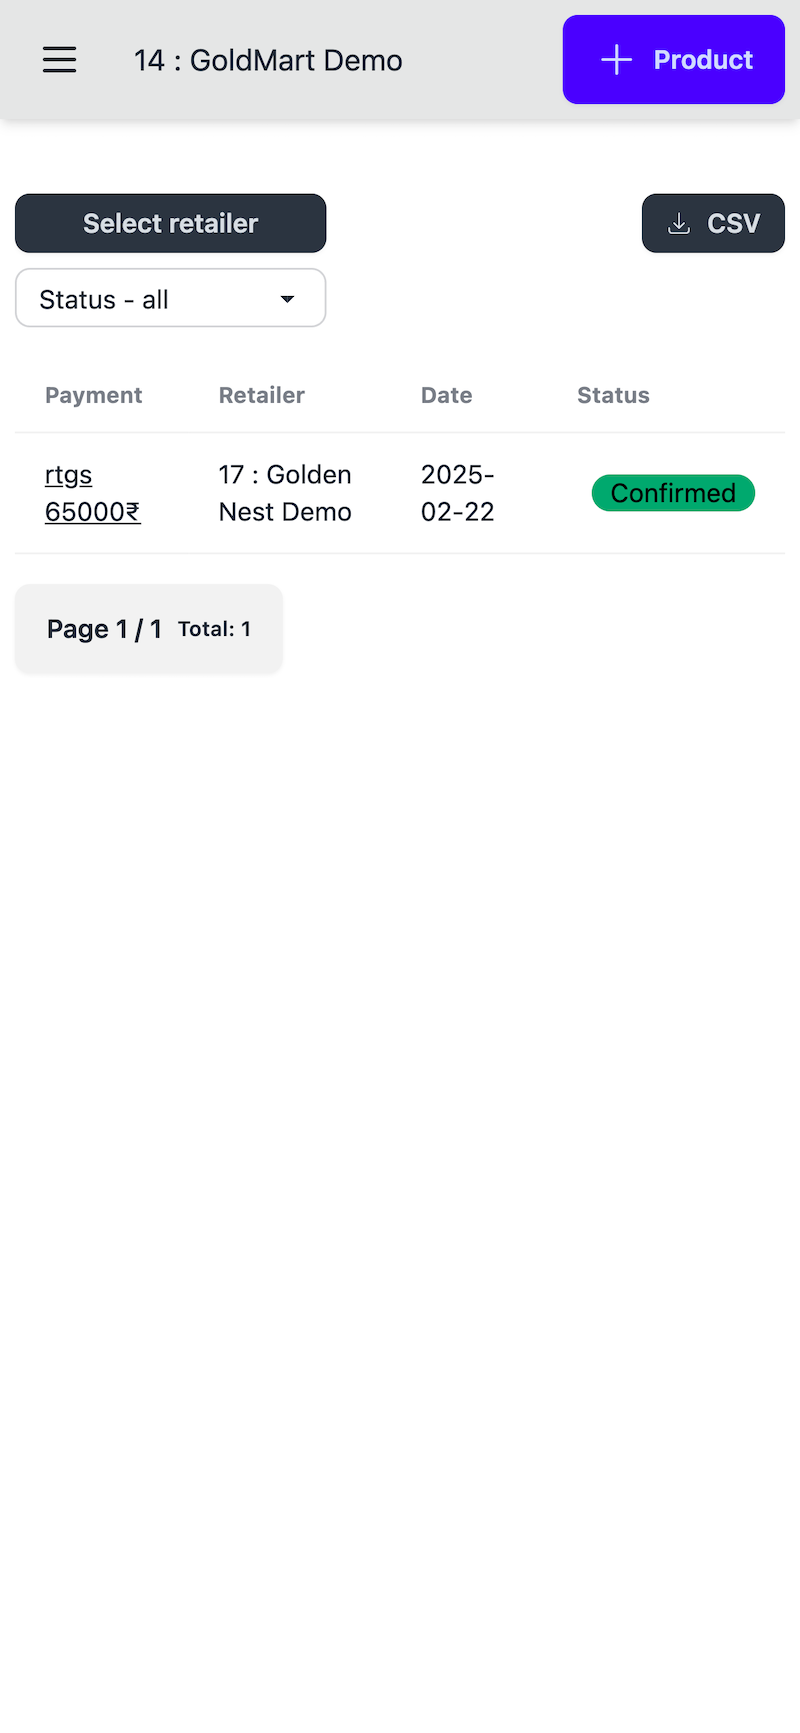 14 : GoldMart Demo
Product
Select retailer
CSV
Status - all
Payment Retailer Date Status
rtgs 17 : Golden 2025-
65000₹ Nest Demo 02-22
Confirmed
Page 1 / 1 Total: 1